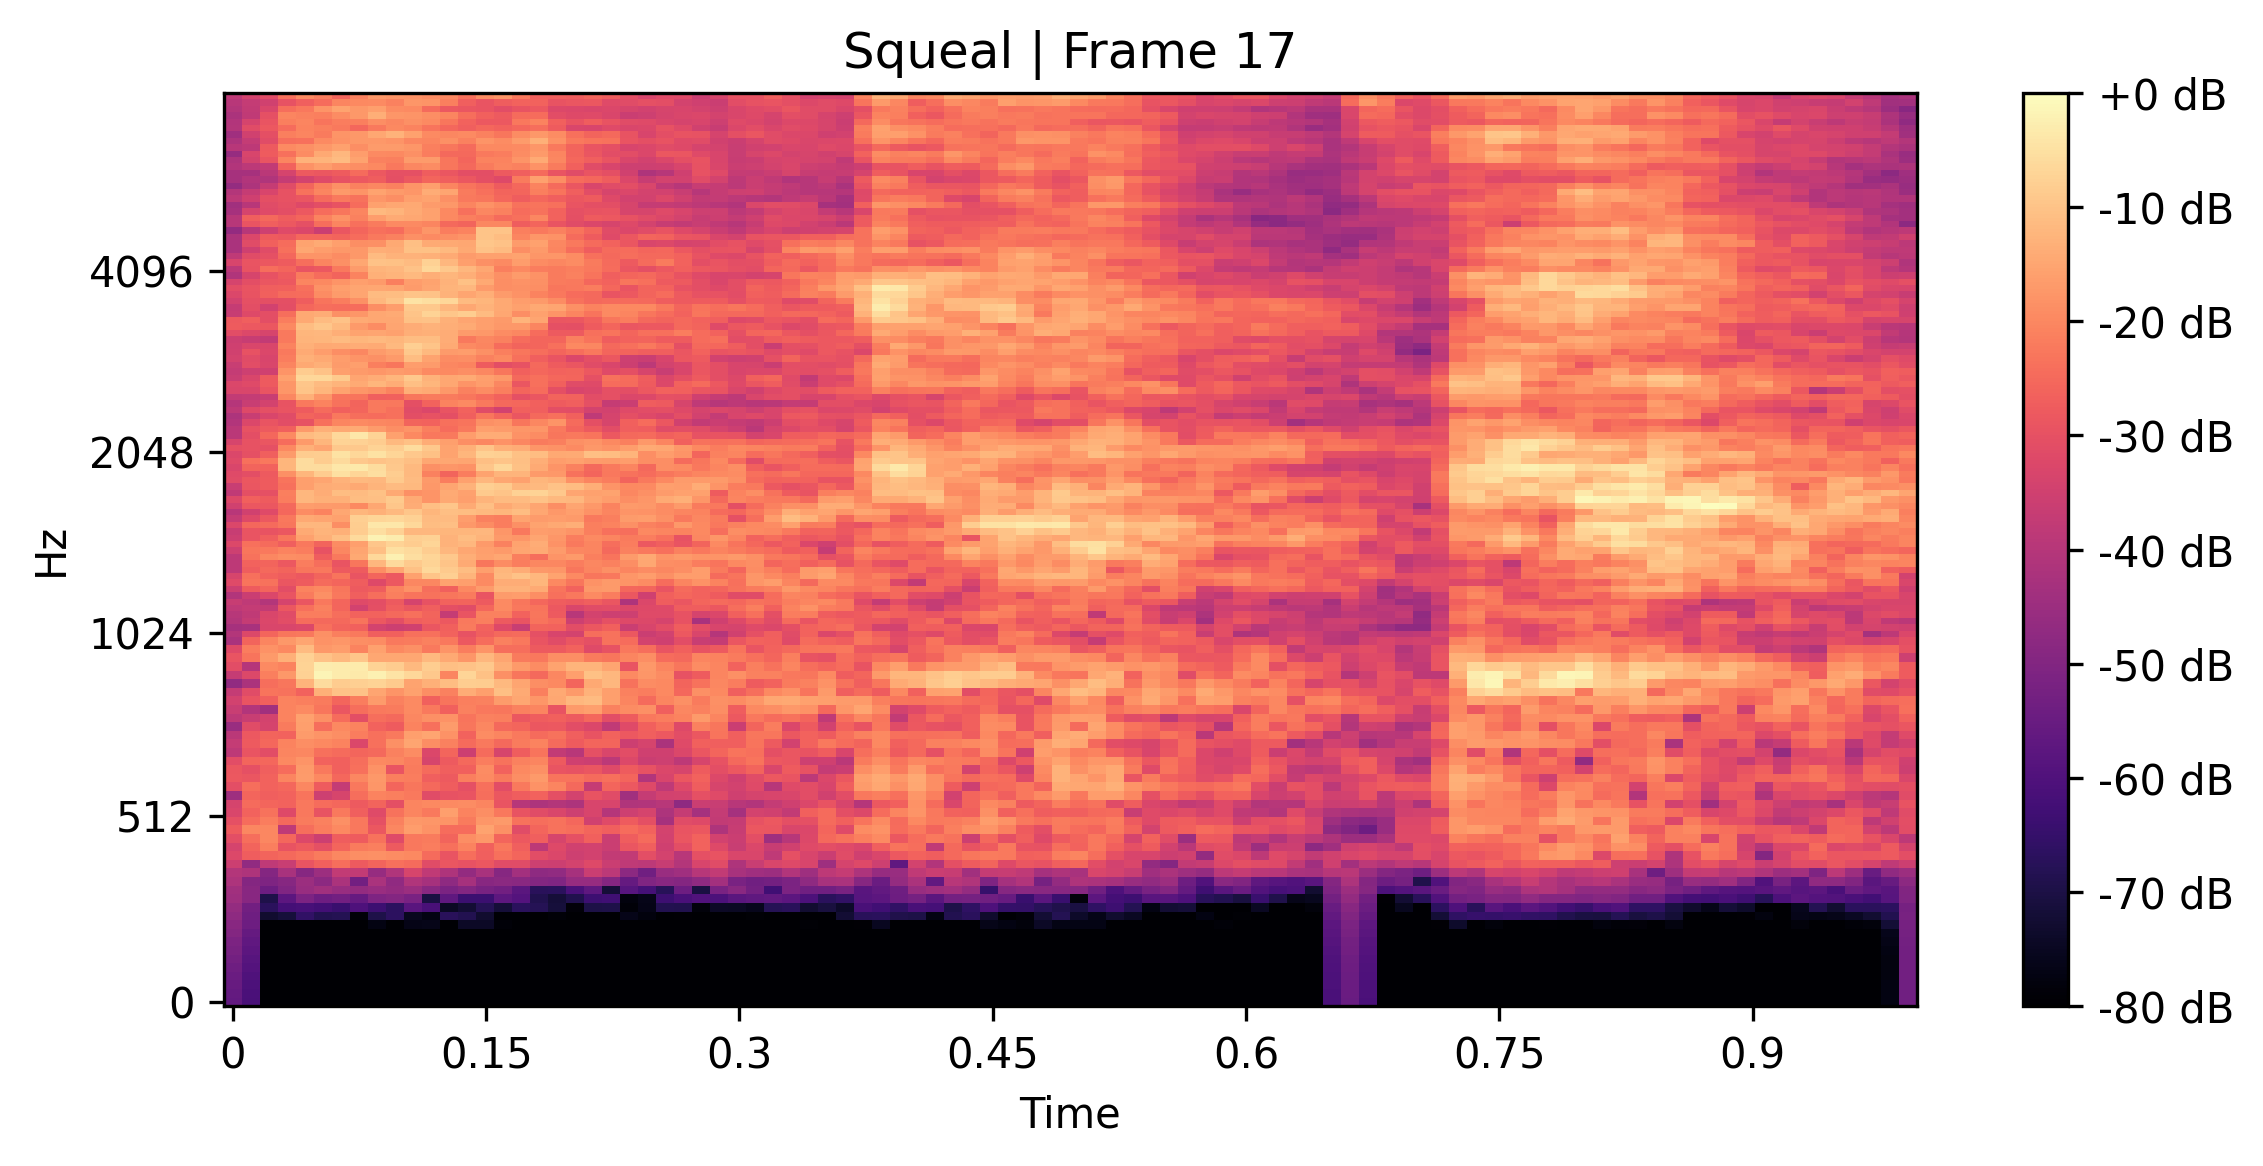 Squeal | Frame 17
+0 dB
-10 dB
-20 dB
-30 dB
-40 dB
-50 dB
-60 dB
-70 dB
-80 dB
Hz
4096
2048
1024
512
0
0 0.15 0.3 0.45 0.6 0.75 0.9
Time